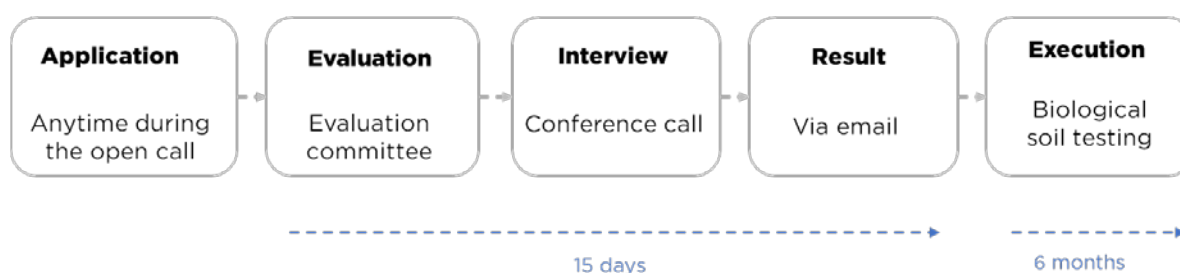 Application
Anytime during
the open call
Evaluation
Evaluation
committee
Interview
Conference call
Result
Via email
Execution
Biological
soil testing
15 days
6 months